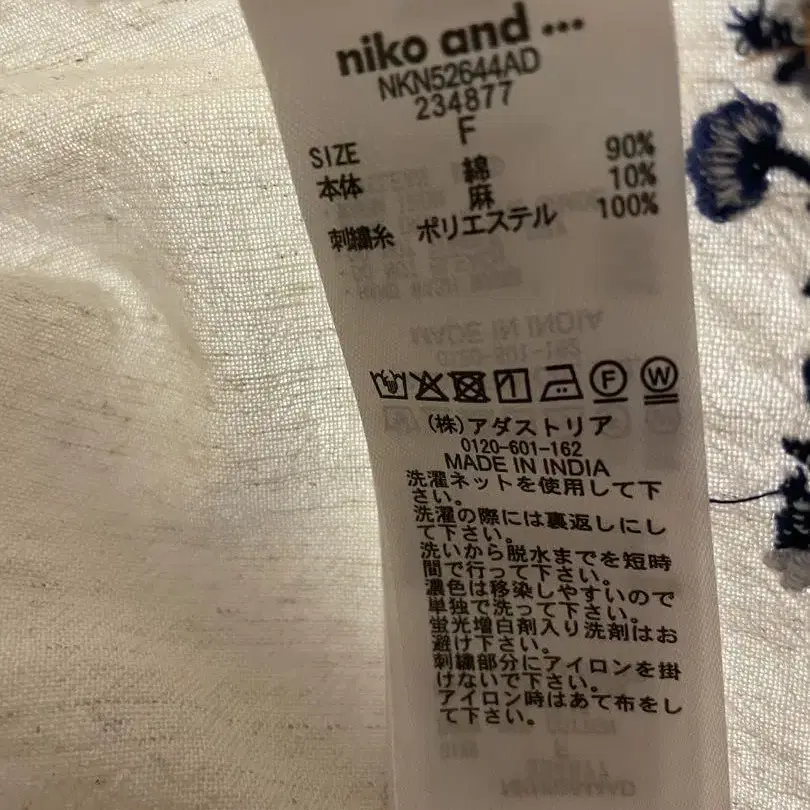 niko and ...
NKN52644AD
234877
SIZE F
本体 綿 90%
麻 10%
刺繍糸 ポリエステル 100%
(株)アダストリア
0120-601-162
MADE IN INDIA
洗濯ネットを使用して下
さい。
洗濯の際には裏返しにし
て下さい。
洗いから脱水までを短時
間で行って下さい。
濃色は移染しやすいので
単独で洗って下さい。
蛍光増白剤入り洗剤はお
避け下さい。
刺繍部分にアイロンを掛
けないで下さい。
アイロン時はあて布をし
て下さい。